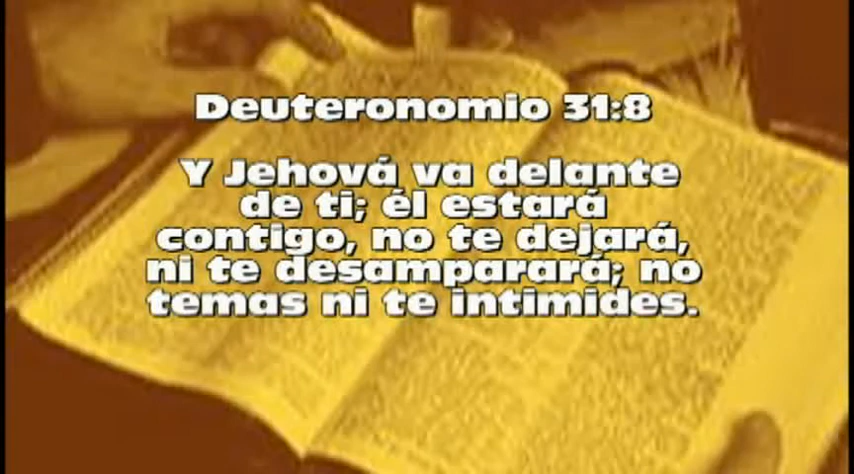 Deuteronomio 31:8
Y Jehová va delante
de ti; él estará
contigo, no te dejará,
ni te desamparará; no
temas ni te intimides.